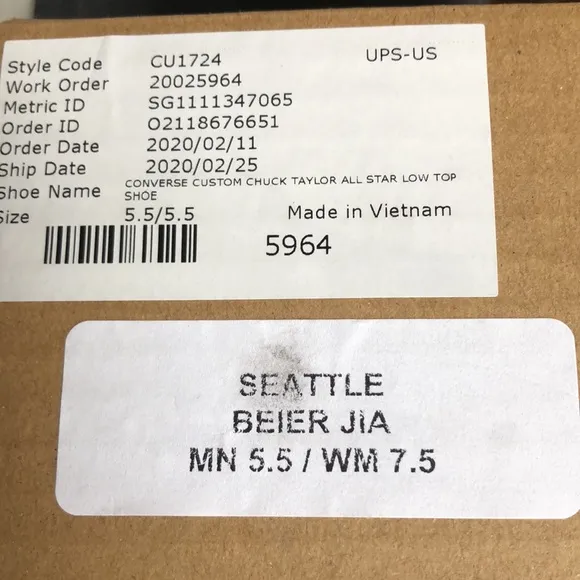 Style Code CU1724 UPS-US
Work Order 20025964
Metric ID SG1111347065
Order ID O2118676651
Order Date 2020/02/11
Ship Date 2020/02/25
Shoe Name CONVERSE CUSTOM CHUCK TAYLOR ALL STAR LOW TOP
SHOE
Size 5.5/5.5 Made in Vietnam
5964
SEATTLE
BEIER JIA
MN 5.5 / WM 7.5